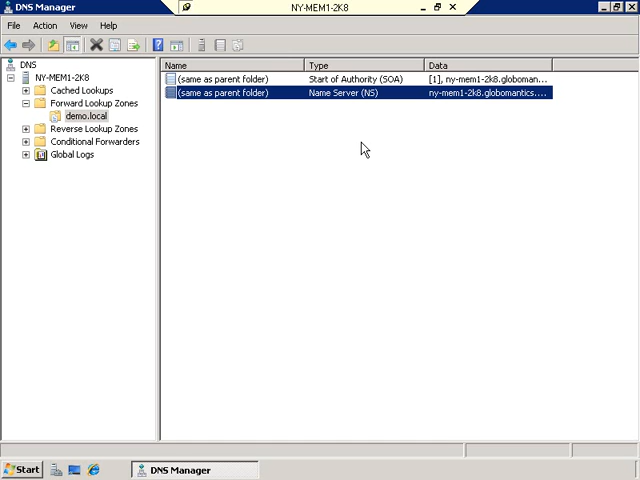 DNS Manager
NY-MEM1-2K8
File Action View Help
DNS
NY-MEM1-2K8
Cached Lookups
Forward Lookup Zones
demo.local
Reverse Lookup Zones
Conditional Forwarders
Global Logs
Name Type Data
(same as parent folder) Start of Authority (SOA) [1], ny-mem1-2k8.globoman...
(same as parent folder) Name Server (NS) ny-mem1-2k8.globomantics....
Start DNS Manager